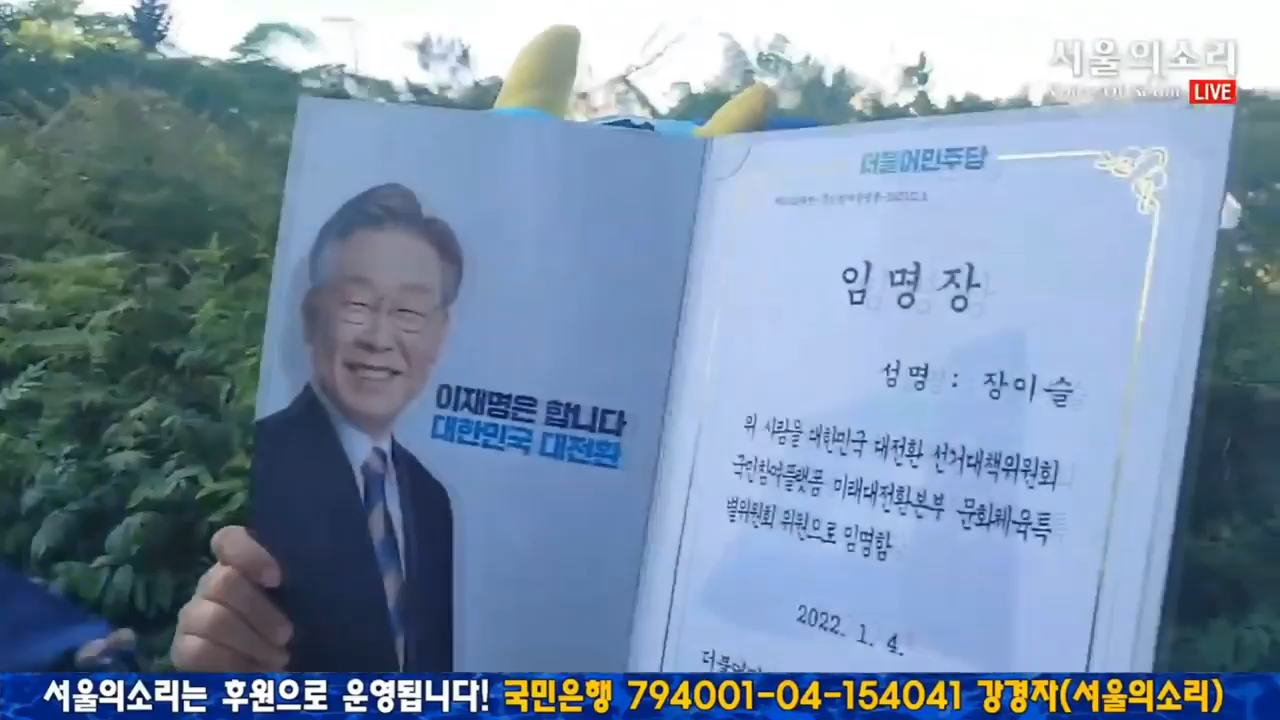 서울의소리
LIVE
더불어민주당
임명장
성명 : 장미슬
위 사람을 대한민국 대전환 선거대책위원회
국민참여플랫폼 미래대전환본부 문화체육특
별위원회 위원으로 임명함
2022. 1. 4.
이재명은 합니다
대한민국 대전환
서울의소리는 후원으로 운영됩니다! 국민은행 794001-04-154041 강경자(서울의소리)